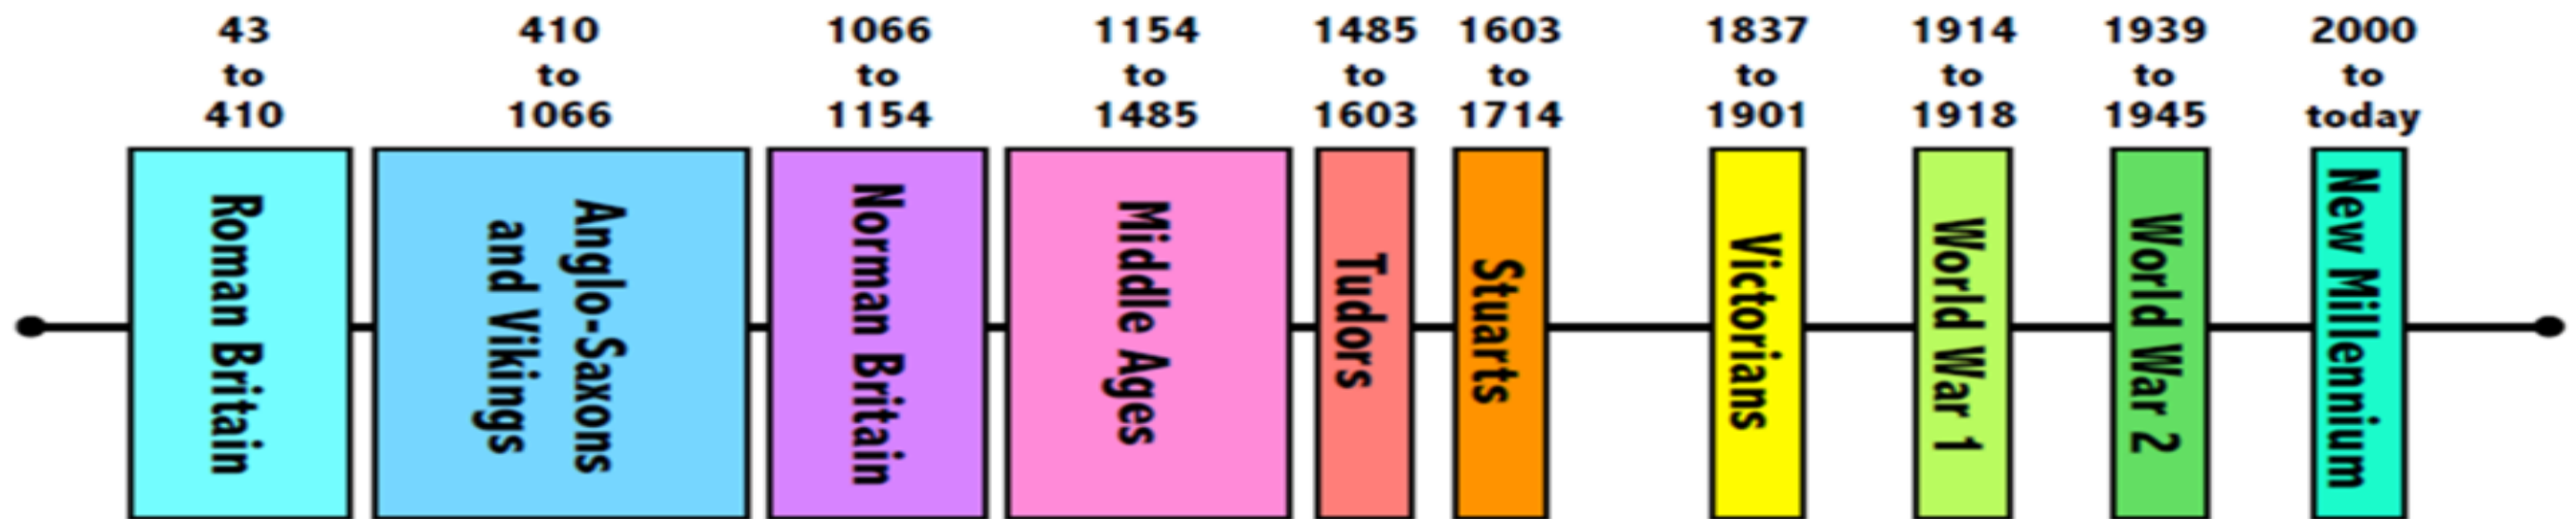 43
to
410
410
to
1066
1066
to
1154
1154
to
1485
1485
to
1603
1603
to
1714
1837
to
1901
1914
to
1918
1939
to
1945
2000
to
today
Roman Britain
Anglo-Saxons
and Vikings
Norman Britain
Middle Ages
Tudors
Stuarts
Victorians
World War 1
World War 2
New Millennium